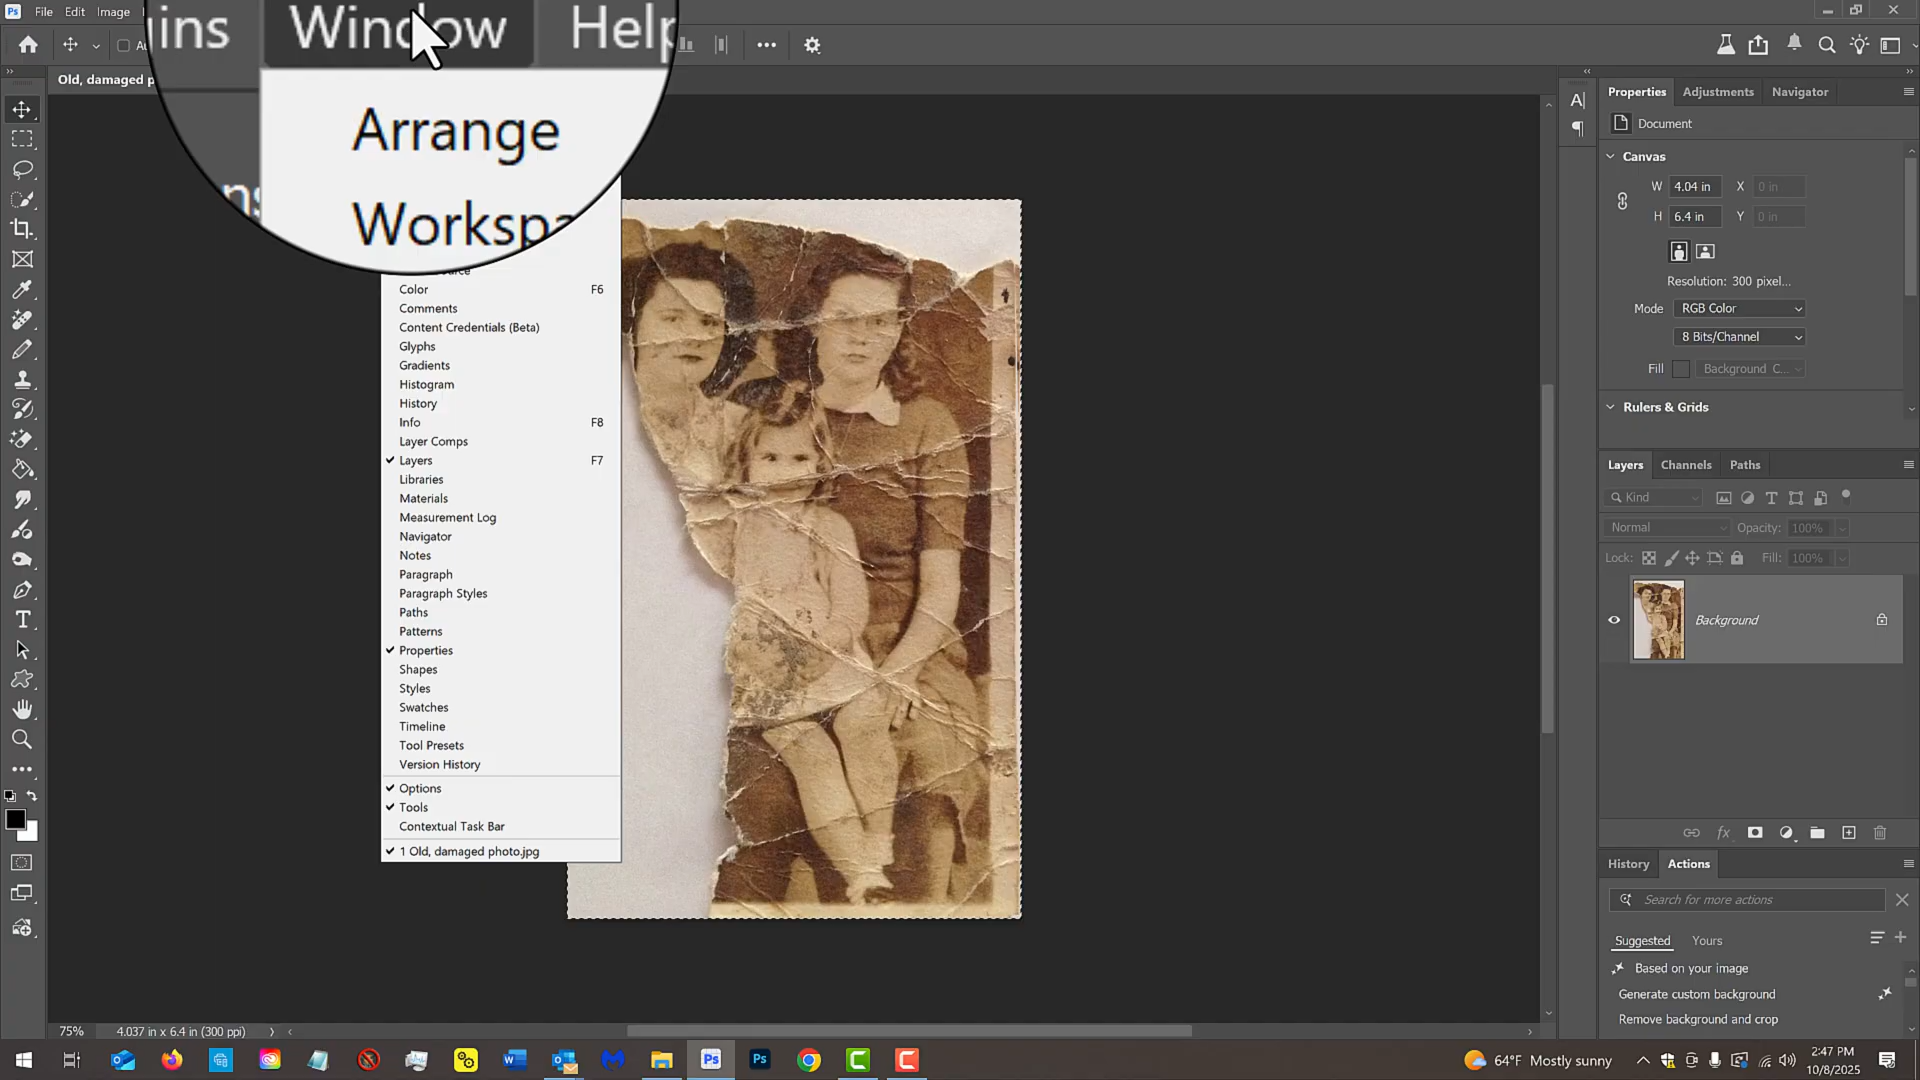 Ps File Edit Image
ins Window Help
Old, damaged p
Arrange
Workspa
Color F6
Comments
Content Credentials (Beta)
Glyphs
Gradients
Histogram
History
Info F8
Layer Comps
Layers F7
Libraries
Materials
Measurement Log
Navigator
Notes
Paragraph
Paragraph Styles
Paths
Patterns
Properties
Shapes
Styles
Swatches
Timeline
Tool Presets
Version History
Options
Tools
Contextual Task Bar
1 Old, damaged photo.jpg
Properties Adjustments Navigator
Document
Canvas
W 4.04 in X 0 in
H 6.4 in Y 0 in
Resolution: 300 pixel...
Mode RGB Color
8 Bits/Channel
Fill Background C...
Rulers & Grids
Layers Channels Paths
Kind
Normal Opacity: 100%
Lock: Fill: 100%
Background
History Actions
Search for more actions
Suggested Yours
Based on your image
Generate custom background
Remove background and crop
75% 4.037 in x 6.4 in (300 ppi)
64°F Mostly sunny
2:47 PM
10/8/2025